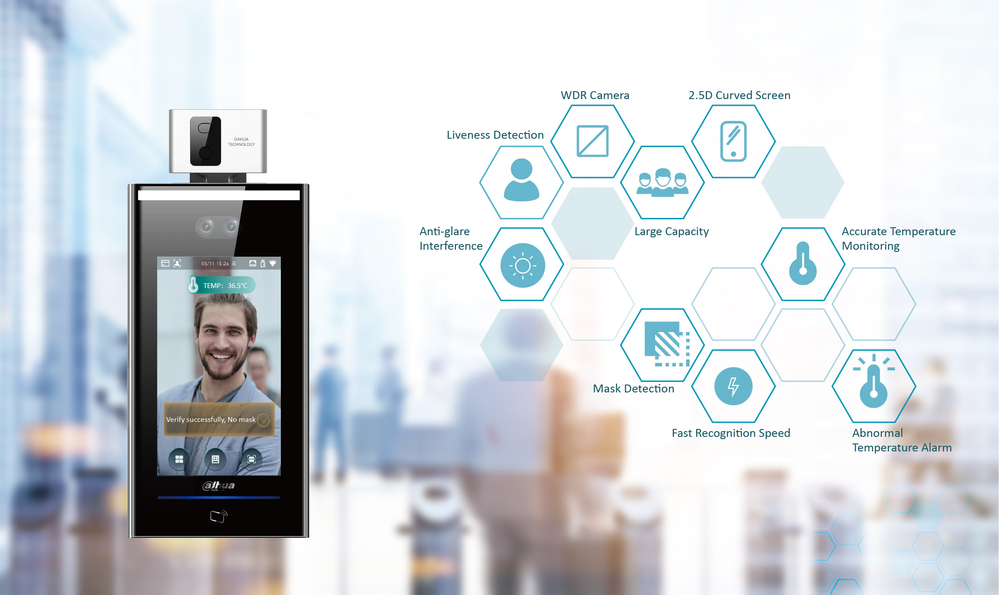 DAHUA
TECHNOLOGY
05/11 15:26
TEMP: 36.5°C
Verify successfully, No mask
alhua
TECHNOLOGY
WDR Camera
2.5D Curved Screen
Liveness Detection
Large Capacity
Anti-glare
Interference
Accurate Temperature
Monitoring
Mask Detection
Fast Recognition Speed
Abnormal
Temperature Alarm